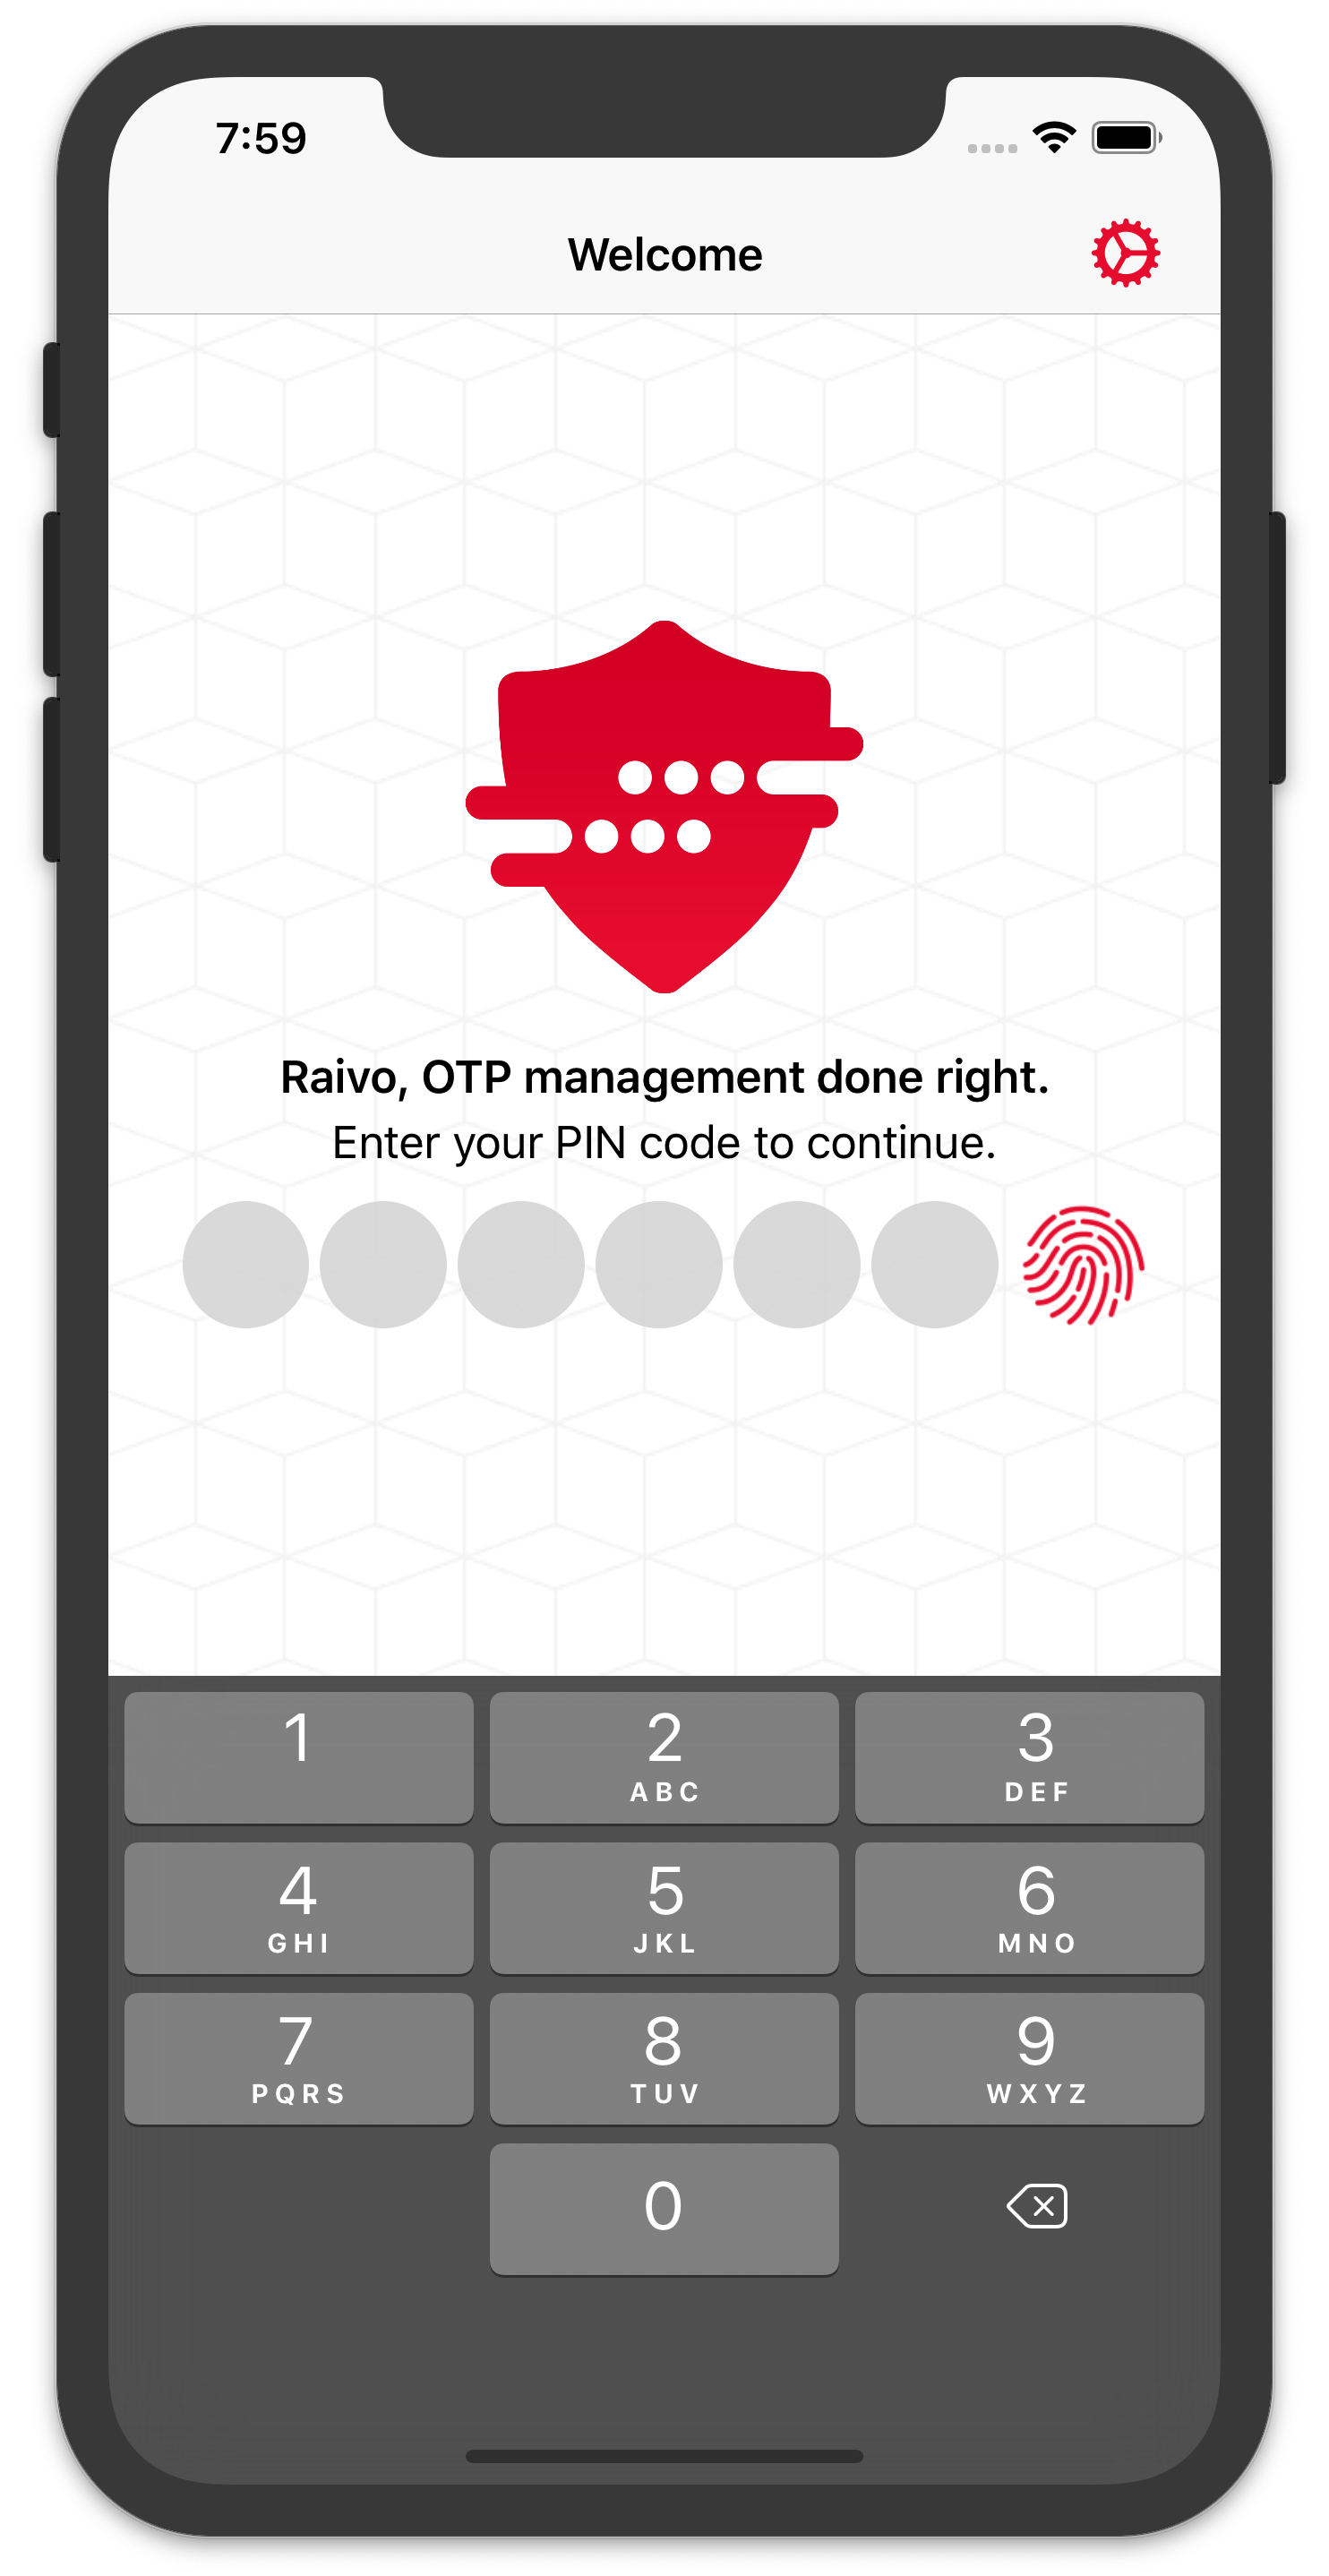 7:59
Welcome
Raivo, OTP management done right.
Enter your PIN code to continue.
1 2 3
ABC DEF
4 5 6
GHI JKL MNO
7 8 9
PQRS TUV WXYZ
0